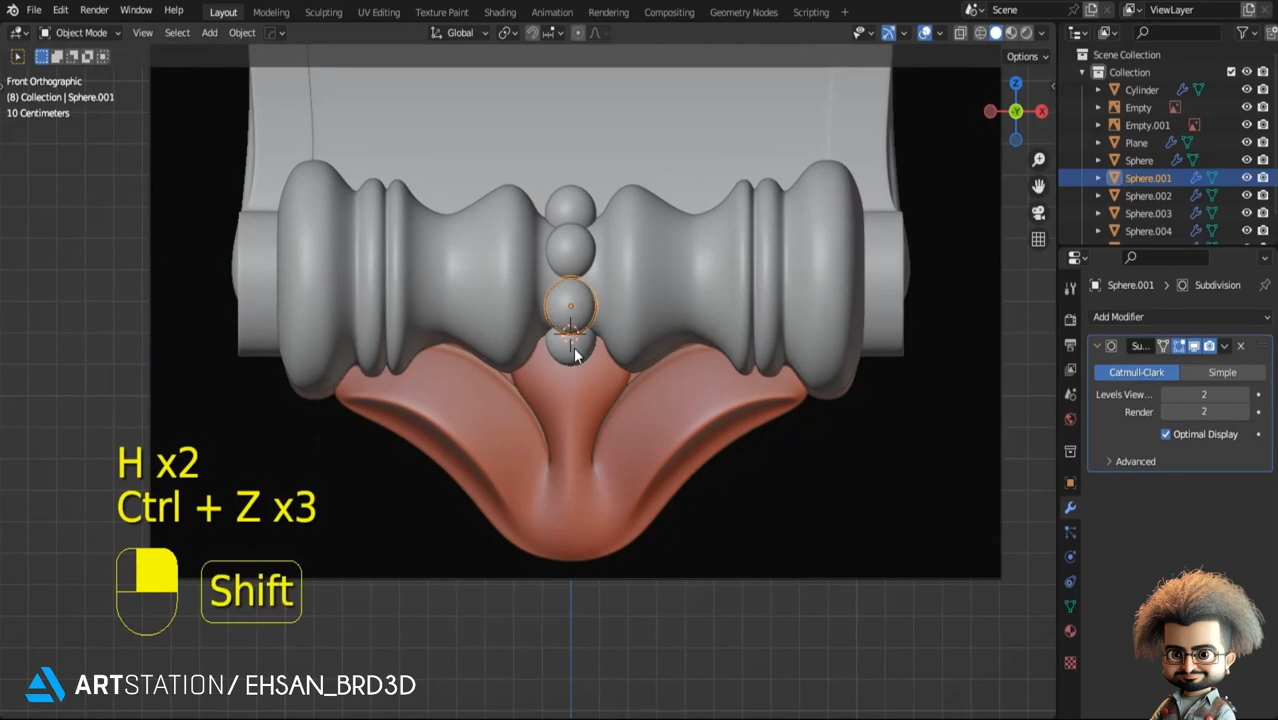 File Edit Render Window Help Layout Modeling Sculpting UV Editing Texture Paint Shading Animation Rendering Compositing Geometry Nodes Scripting + Scene ViewLayer
Object Mode View Select Add Object Global
Options
Front Orthographic
(8) Collection | Sphere.001
10 Centimeters
Z
X
-Y
Scene Collection
Collection
Cylinder
Empty
Empty.001
Plane
Sphere
Sphere.001
Sphere.002
Sphere.003
Sphere.004
Sphere.001 > Subdivision
Add Modifier
Su...
Catmull-Clark Simple
Levels View... 2
Render 2
Optimal Display
Advanced
H x2
Ctrl + Z x3
Shift
ARTSTATION/ EHSAN_BRD3D